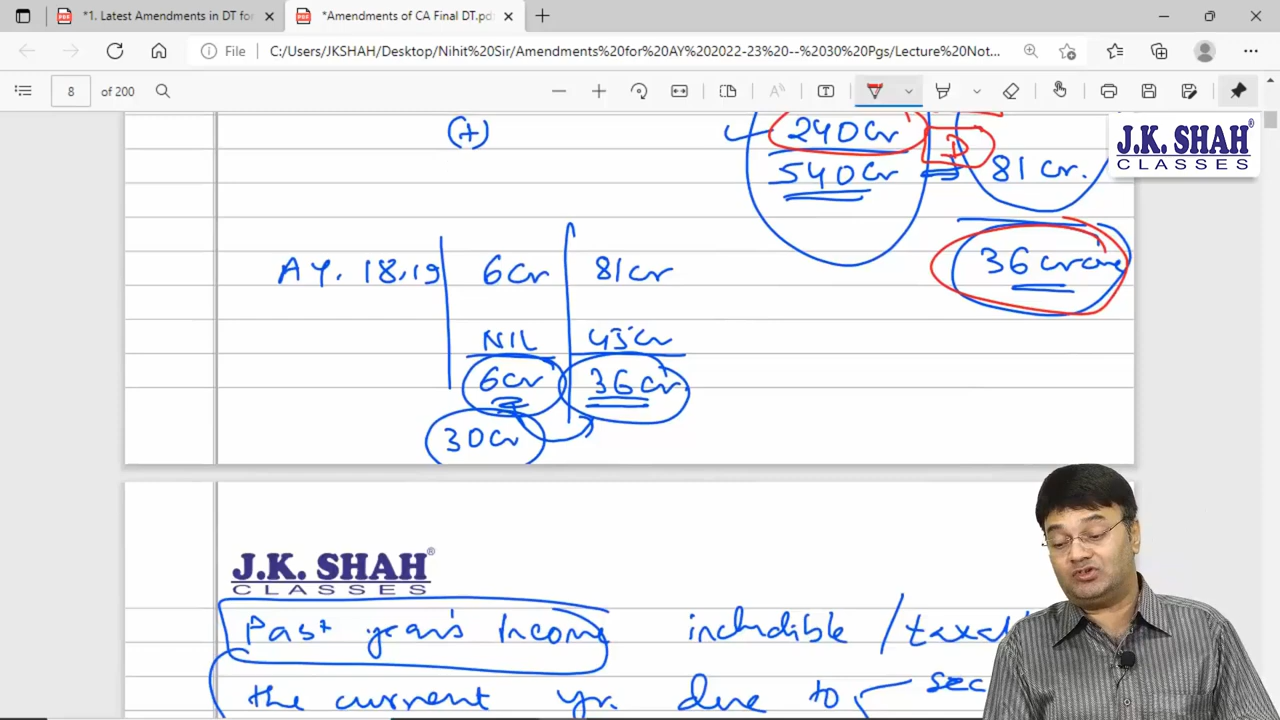 *1. Latest Amendments in DT for
*Amendments of CA Final DT.pd
File
C:/Users/JKSHAH/Desktop/Nihit%20Sir/Amendments%20for%20AY%202022-23%20--%2030%20Pgs/Lecture%20Not...
8
of 200
J.K. SHAH®
CLASSES
(+)
240Cr
540Cr
81 Cr.
36 crore
AY. 18.19 6Cr 81Cr
NIL 45Cr
6Cr 36Cr.
30Cr
J.K. SHAH®
CLASSES
Past year's Income includible /
the current yr. due to sec